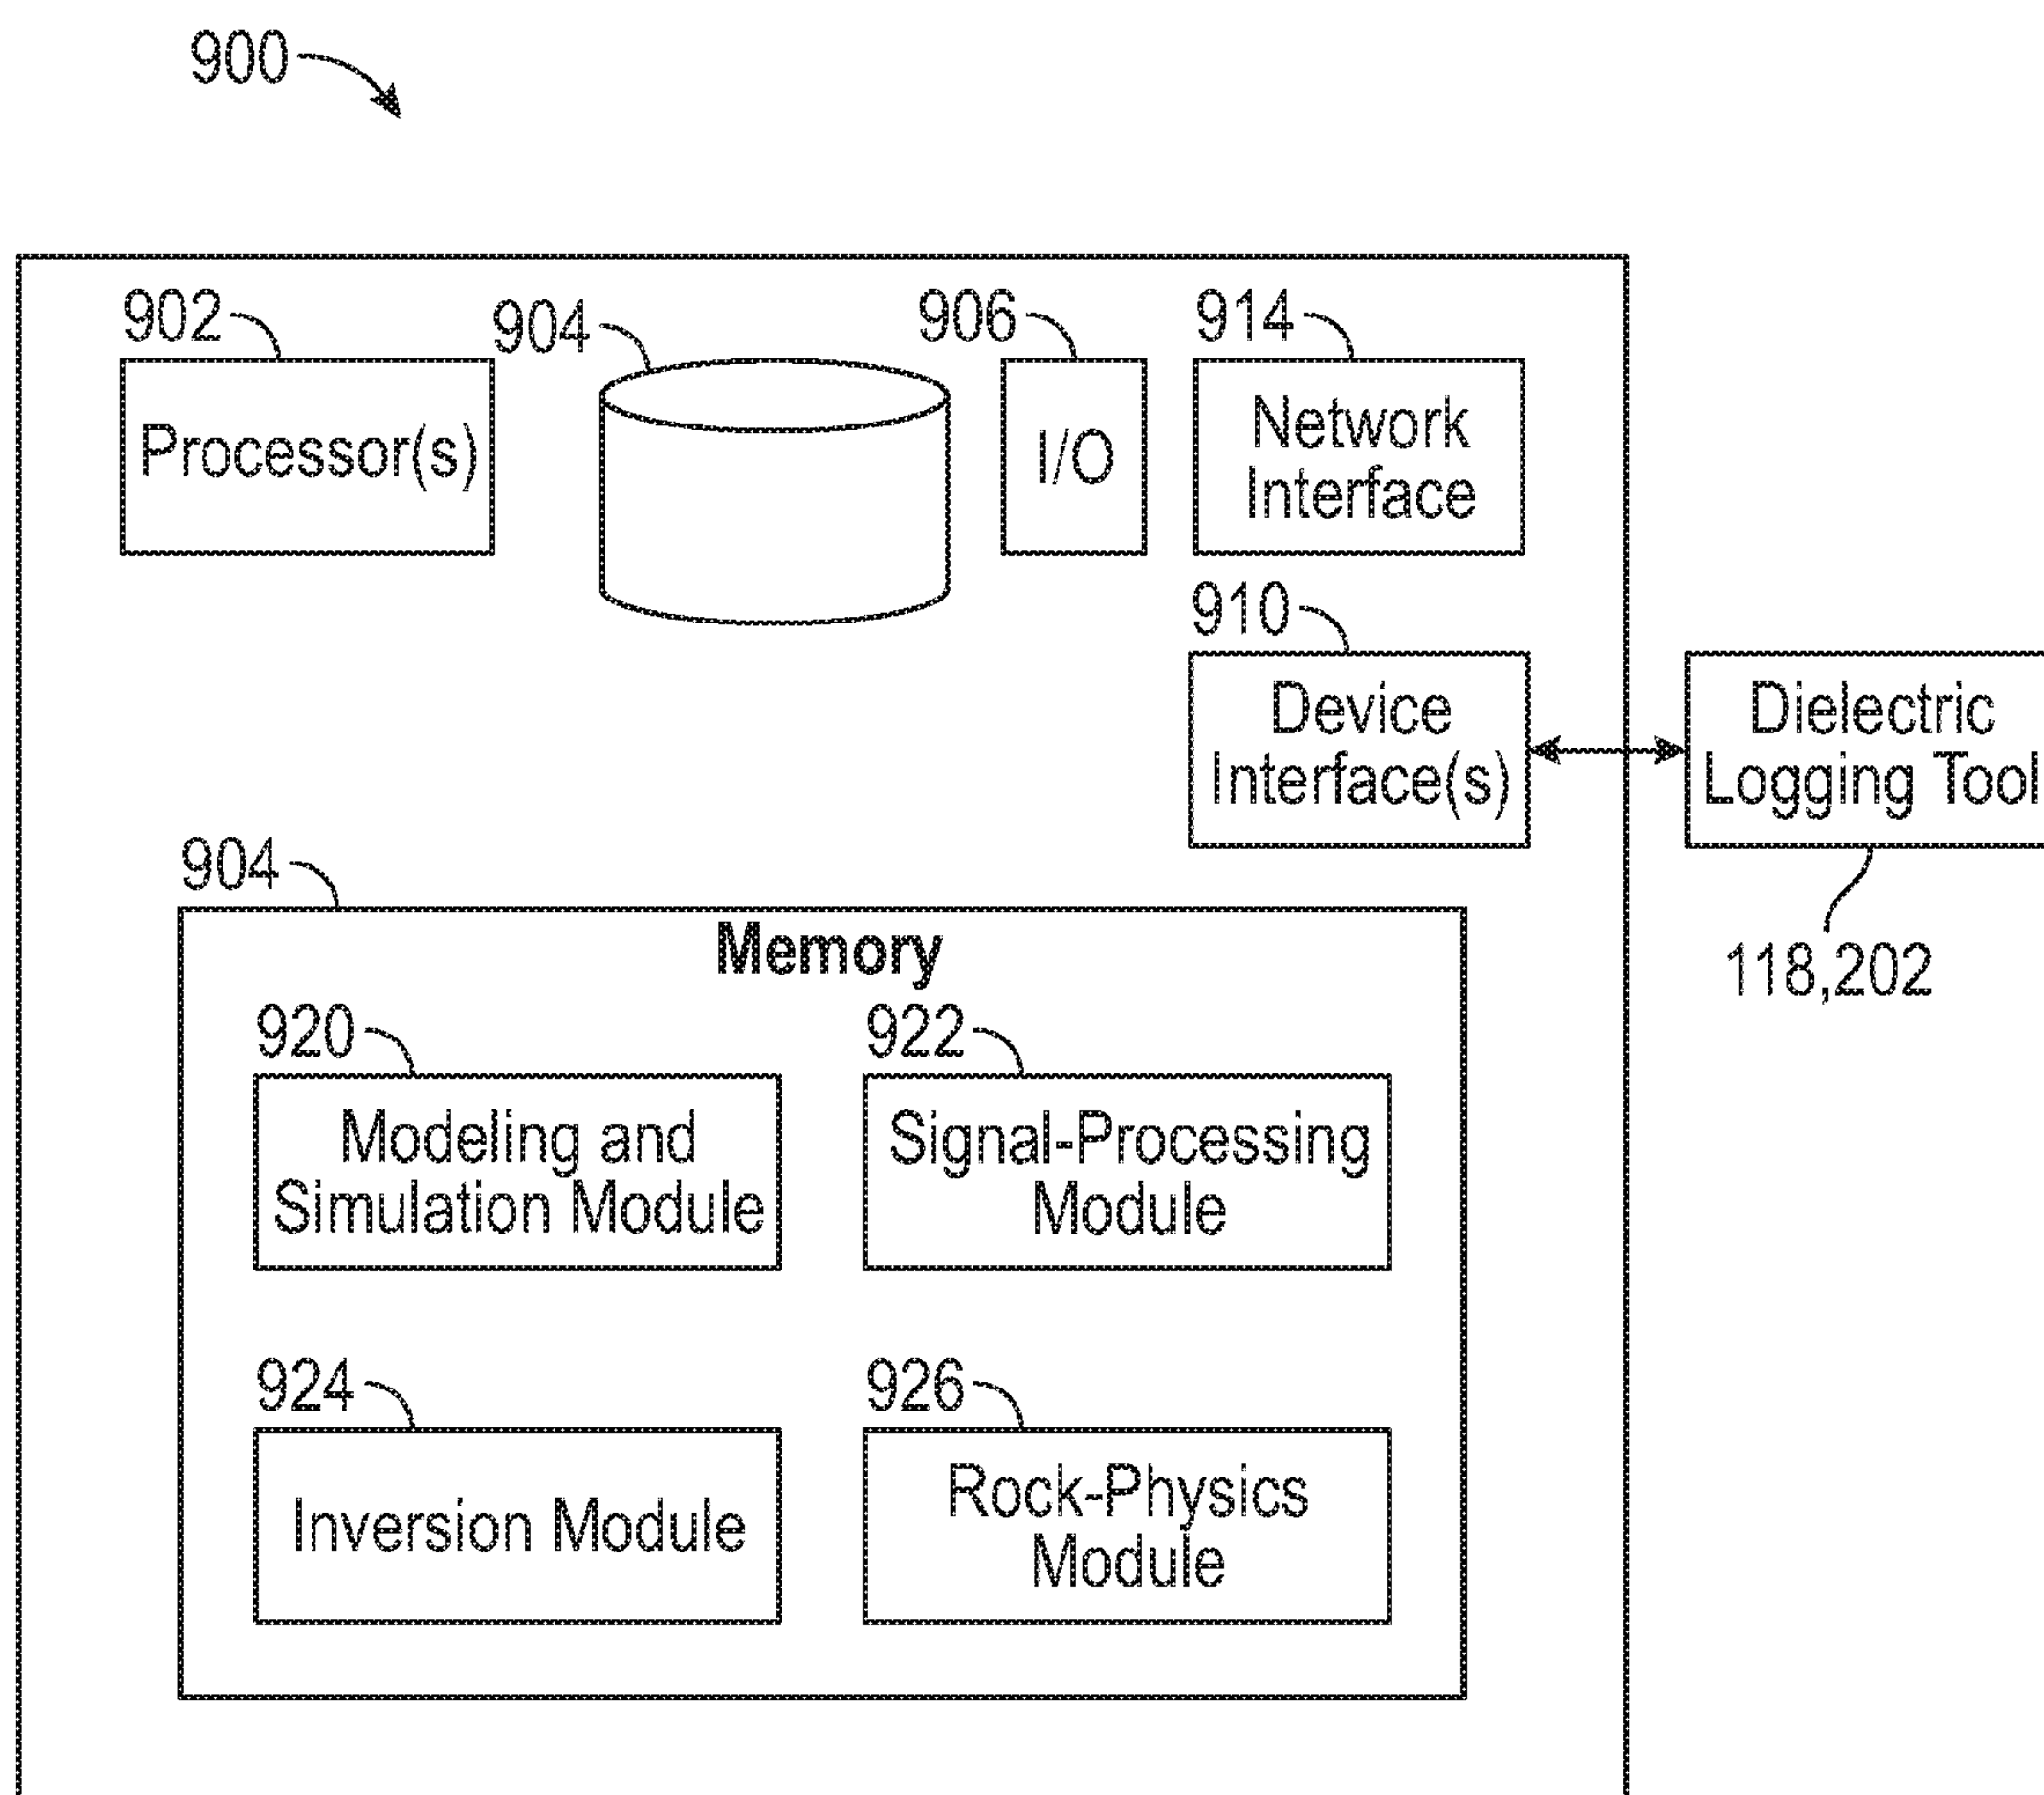 900
902
904
906
914
Processor(s)
I/O
Network
Interface
910
Device
Interface(s)
Dielectric
Logging Tool
118,202
904
Memory
920
922
Modeling and
Simulation Module
Signal-Processing
Module
924
926
Inversion Module
Rock-Physics
Module